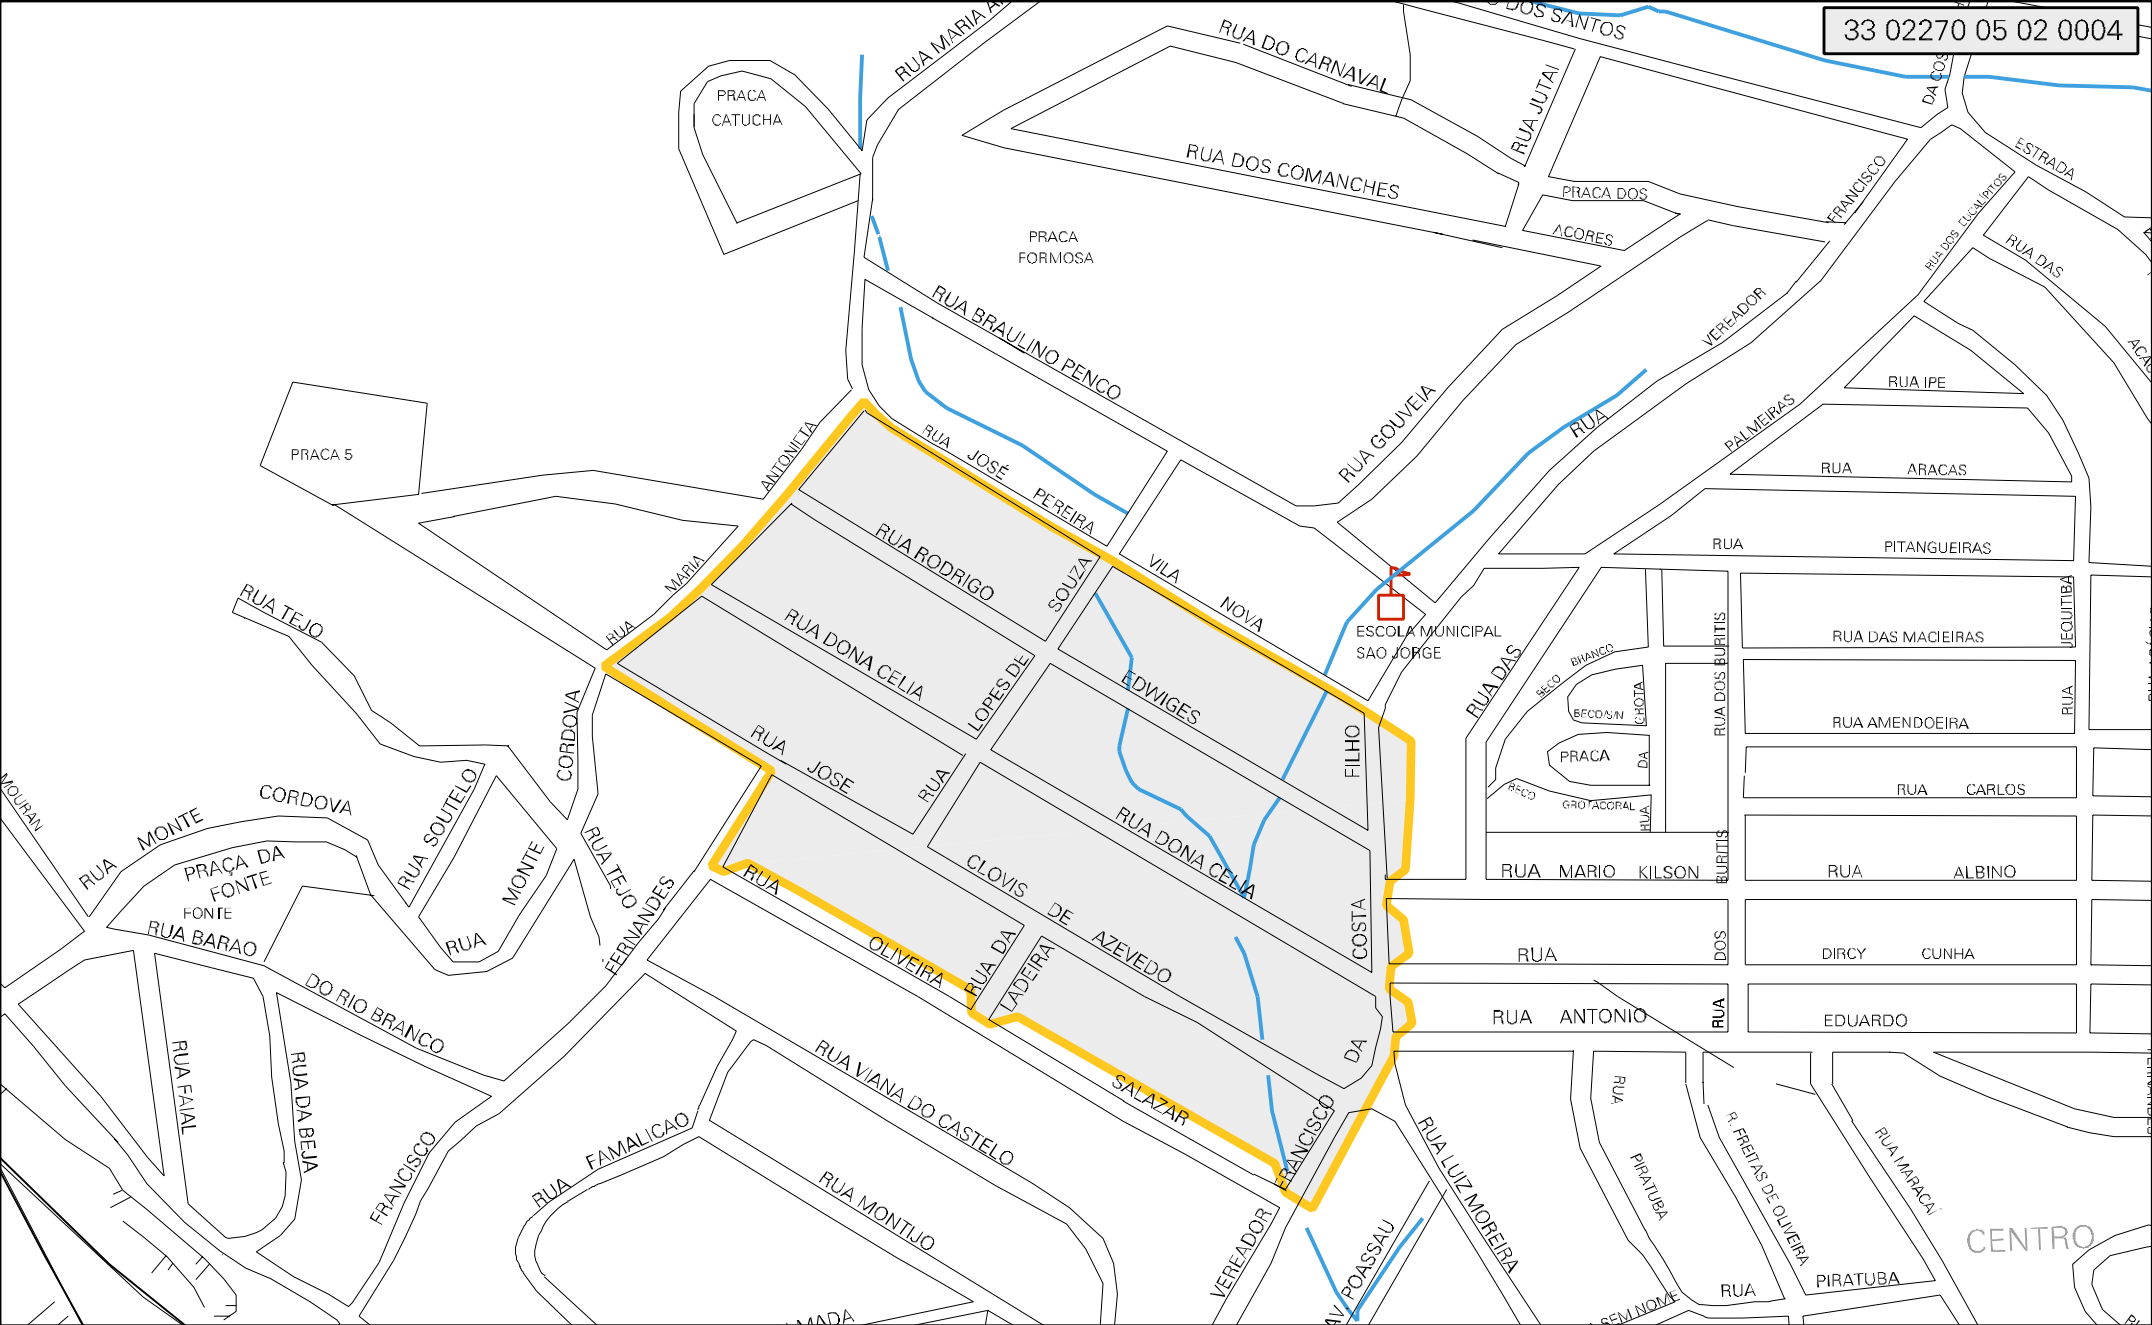 33 02270 05 02 0004
DOS SANTOS
RUA DO CARNAVAL
RUA JUTAI
PRACA
CATUCHA
RUA MARIA
RUA DOS COMANCHES
PRACA DOS
ACORES
FRANCISCO
ESTRADA
RUA DOS EUCALIPITOS
RUA DAS
PRACA
FORMOSA
RUA BRAULINO PENCO
VEREADOR
RUA GOUVEIA
RUA
PALMEIRAS
RUA IPE
RUA ARACAS
RUA PITANGUEIRAS
PRACA 5
ANTONIETA
MARIA
RUA
RUA JOSÉ PEREIRA VILA NOVA
RUA RODRIGO
SOUZA
LOPES DE
RUA
EDWIGES
RUA DONA CELIA
RUA DONA CELIA
ESCOLA MUNICIPAL
SAO JORGE
RUA DAS
BECO BHANCO
BECO S/N
GROTA
DA
RUA
PRACA
BECO GROTACORAL
RUA DOS BURITIS
RUA DAS MACIEIRAS
JEQUITIBA
RUA
RUA AMENDOEIRA
RUA CARLOS
RUA MARIO KILSON
BURITIS
DOS
RUA
RUA ALBINO
RUA DIRCY CUNHA
RUA ANTONIO EDUARDO
RUA TEJO
CORDOVA
RUA JOSE CLOVIS DE AZEVEDO
FILHO
COSTA
DA
FRANCISCO
VEREADOR
RUA MONTE CORDOVA
RUA SOUTELO
MONTE
RUA
RUA TEJO
PRAÇA DA
FONTE
FONTE
RUA BARAO DO RIO BRANCO
FERNANDES
FRANCISCO
RUA OLIVEIRA SALAZAR
RUA DA
LADEIRA
RUA FAIAL
RUA DA BEJA
RUA VIANA DO CASTELO
RUA FAMALICAO
RUA MONTIJO
AV. POASSAU
RUA LUIZ MOREIRA
RUA
PIRATUBA
R. FREITAS DE OLIVEIRA
RUA MARACAI
CENTRO
RUA PIRATUBA
SEM NOME